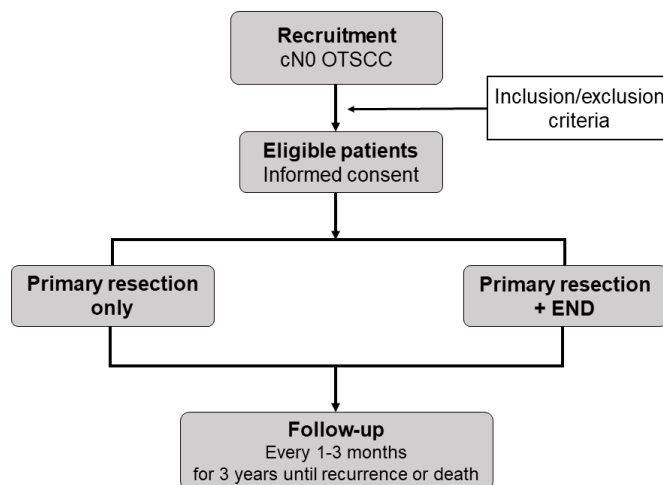 Recruitment
cN0 OTSCC
Inclusion/exclusion
criteria
Eligible patients
Informed consent
Primary resection
only
Primary resection
+ END
Follow-up
Every 1-3 months
for 3 years until recurrence or death